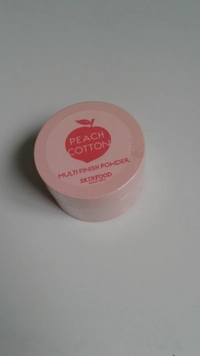 PEACH
COTTON
MULTI FINISH POWDER
SKINFOOD